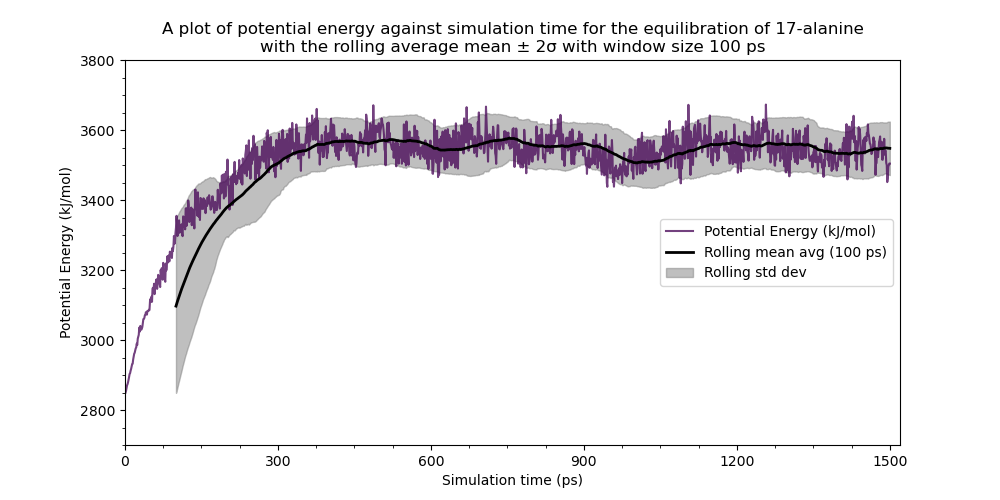 A plot of potential energy against simulation time for the equilibration of 17-alanine
with the rolling average mean ± 2σ with window size 100 ps
3800
3600
3400
3200
3000
2800
Potential Energy (kJ/mol)
Potential Energy (kJ/mol)
Rolling mean avg (100 ps)
Rolling std dev
0 300 600 900 1200 1500
Simulation time (ps)